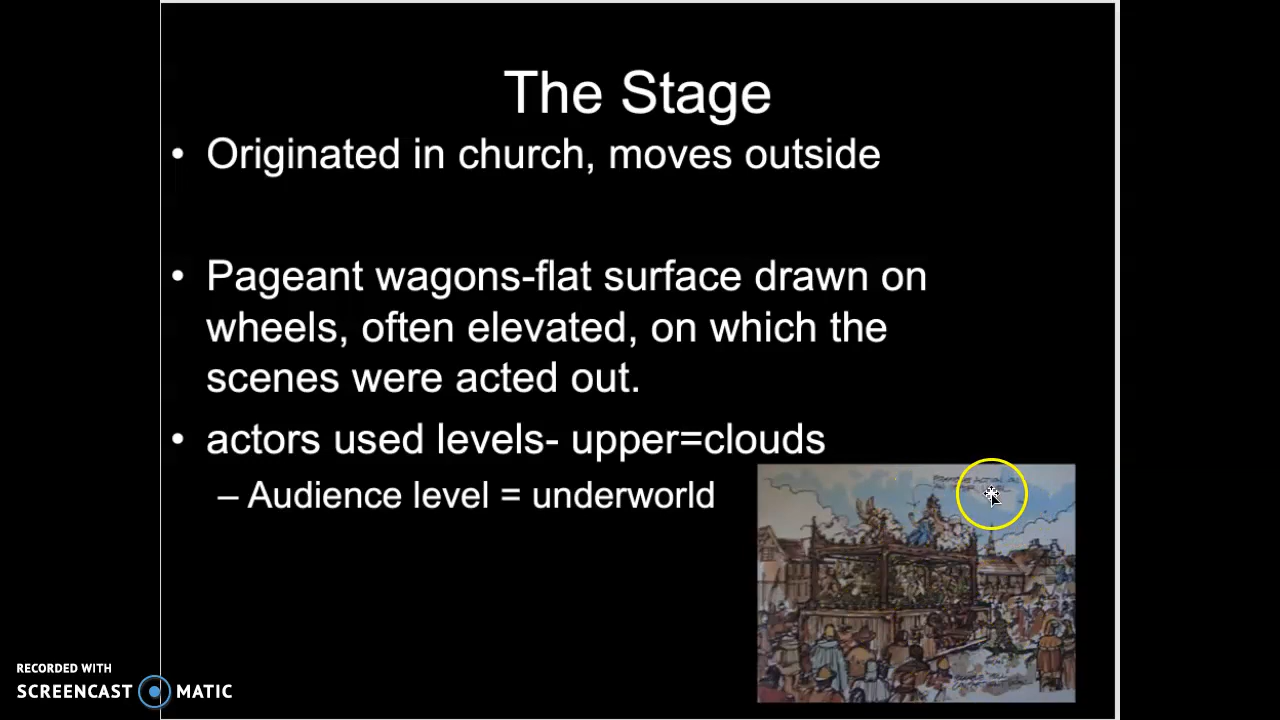 The Stage
• Originated in church, moves outside
• Pageant wagons-flat surface drawn on
wheels, often elevated, on which the
scenes were acted out.
• actors used levels- upper=clouds
– Audience level = underworld
RECORDED WITH
SCREENCAST MATIC